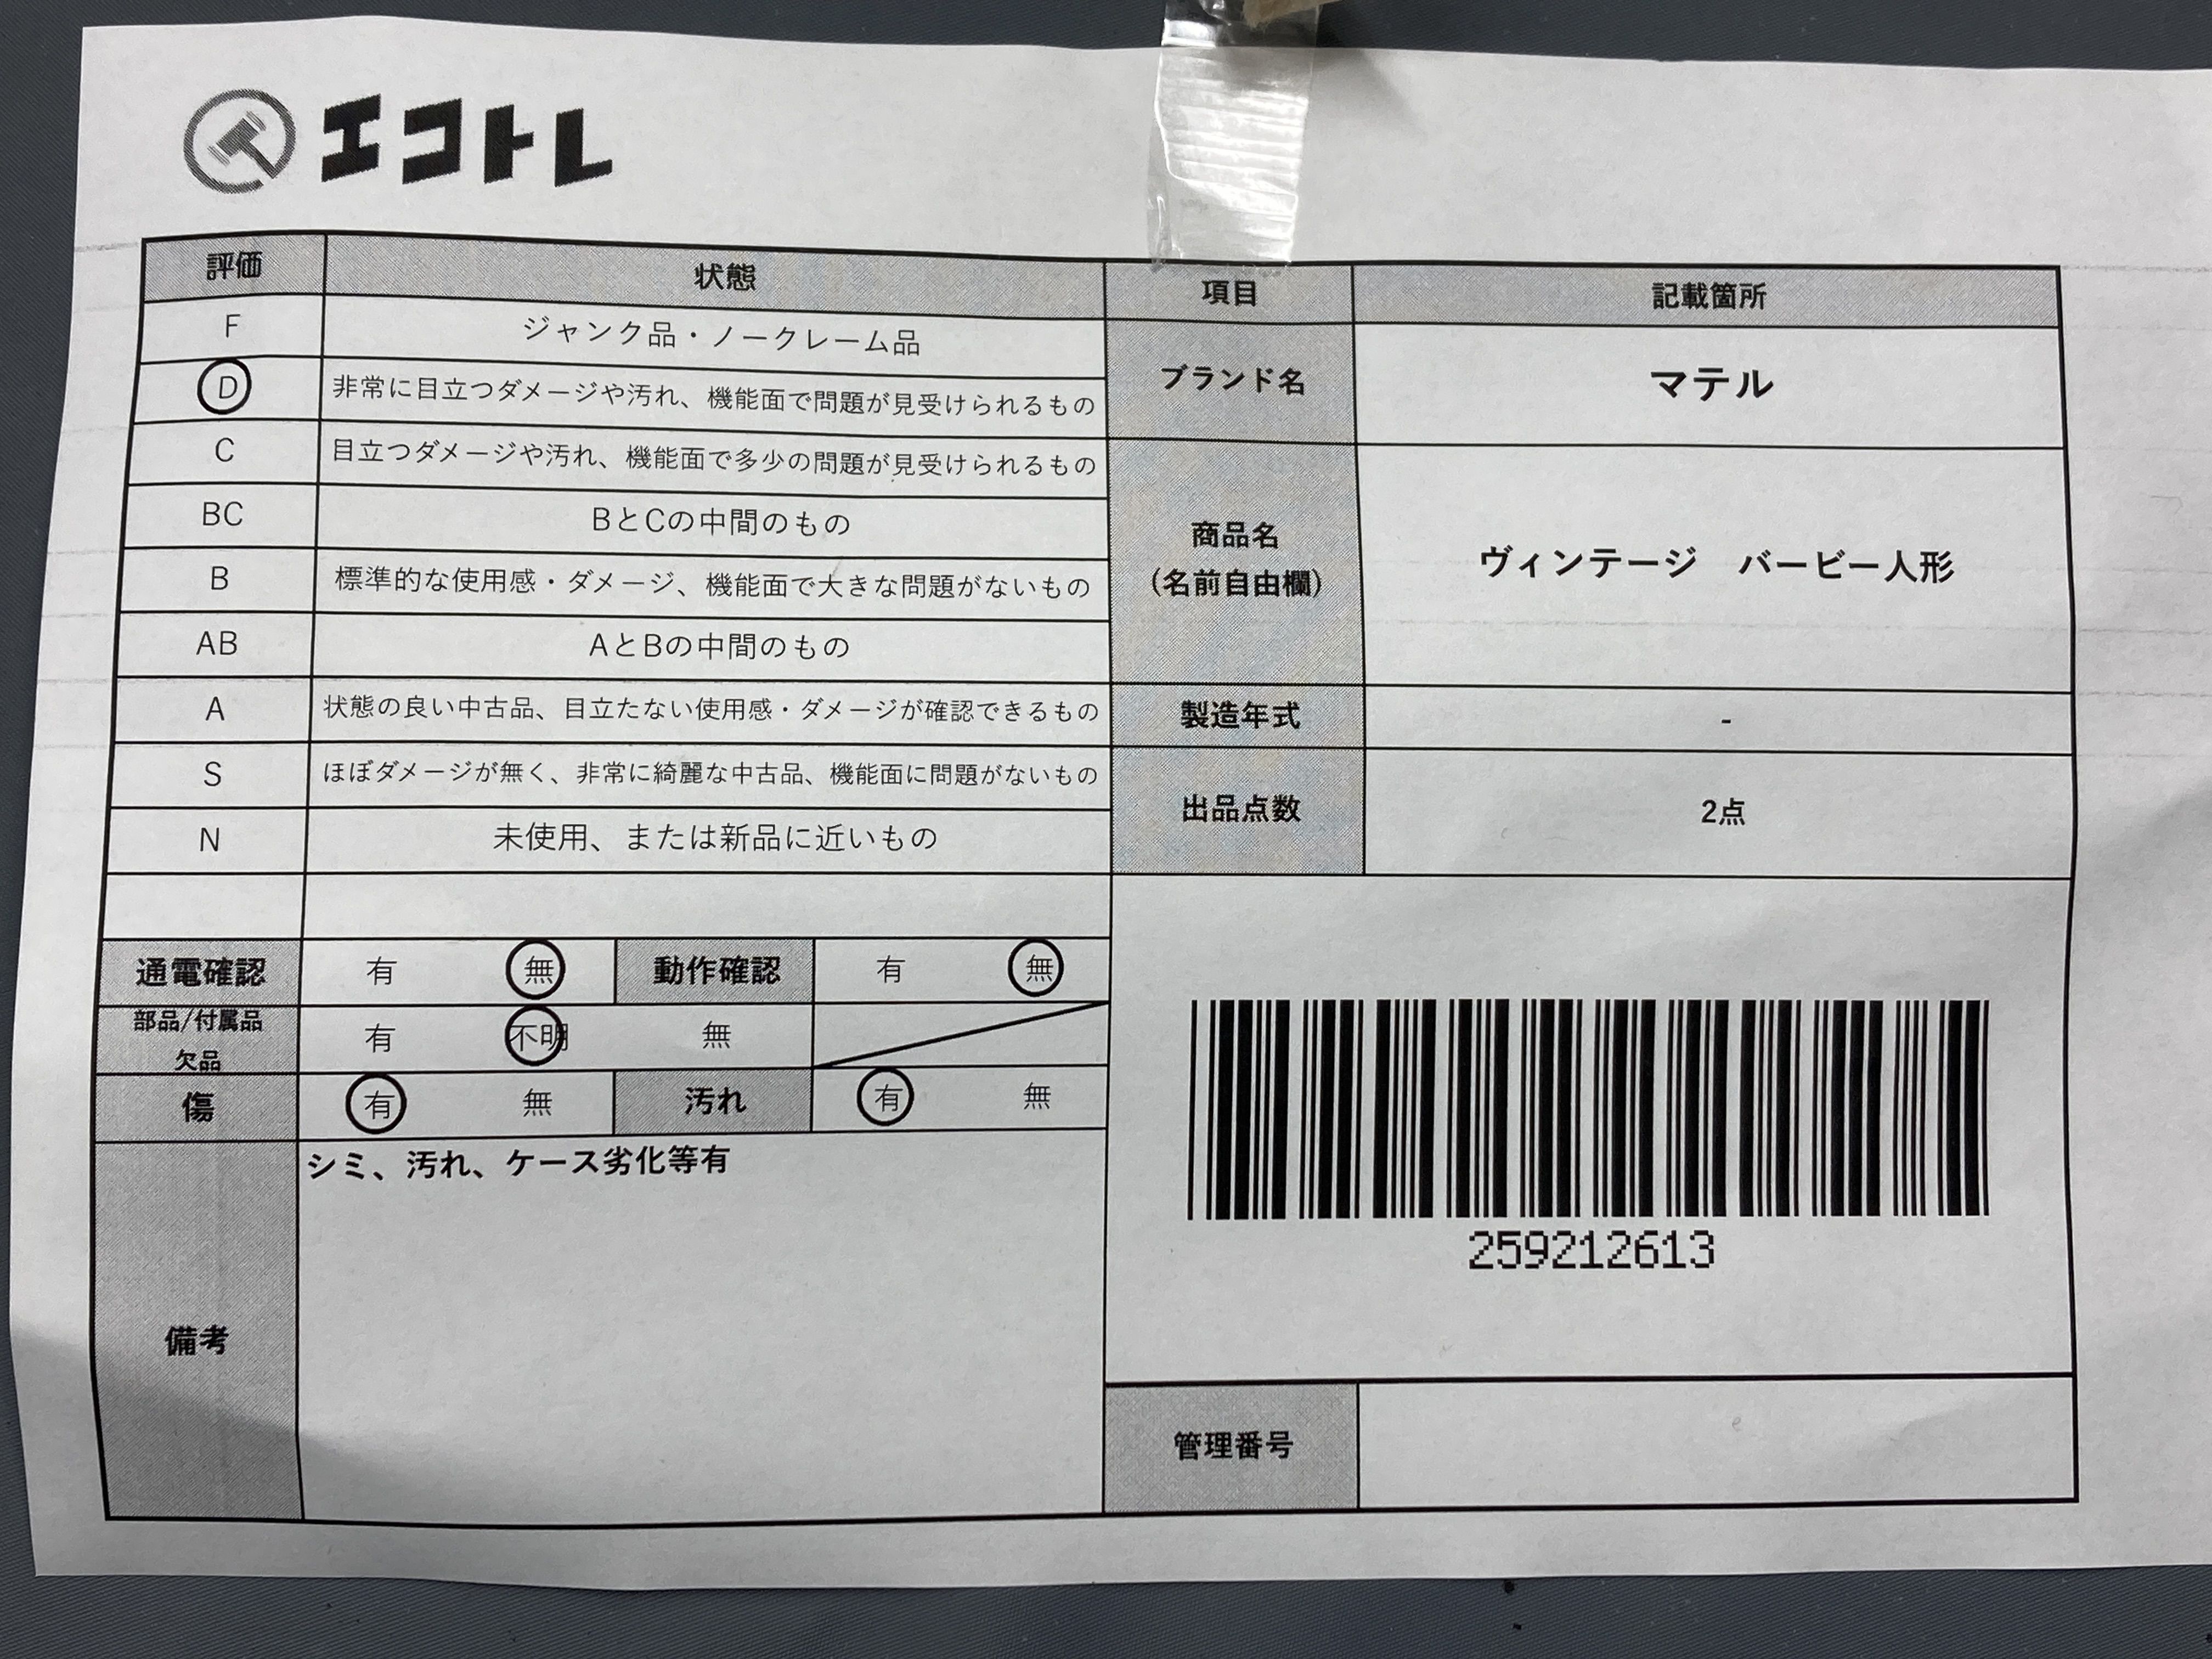 エコトレ
評価 状態
F ジャンク品・ノークレーム品
D 非常に目立つダメージや汚れ、機能面で問題が見受けられるもの
C 目立つダメージや汚れ、機能面で多少の問題が見受けられるもの
BC BとCの中間のもの
B 標準的な使用感・ダメージ、機能面で大きな問題がないもの
AB AとBの中間のもの
A 状態の良い中古品、目立たない使用感・ダメージが確認できるもの
S ほぼダメージが無く、非常に綺麗な中古品、機能面に問題がないもの
N 未使用、または新品に近いもの
通電確認 有 無 動作確認 有 無
部品/付属品
欠品
有 不明 無
傷 有 無 汚れ 有 無
備考
シミ、汚れ、ケース劣化等有
項目 記載箇所
ブランド名 マテル
商品名
(名前自由欄)
ヴィンテージ　バービー人形
製造年式 -
出品点数 2点
259212613
管理番号